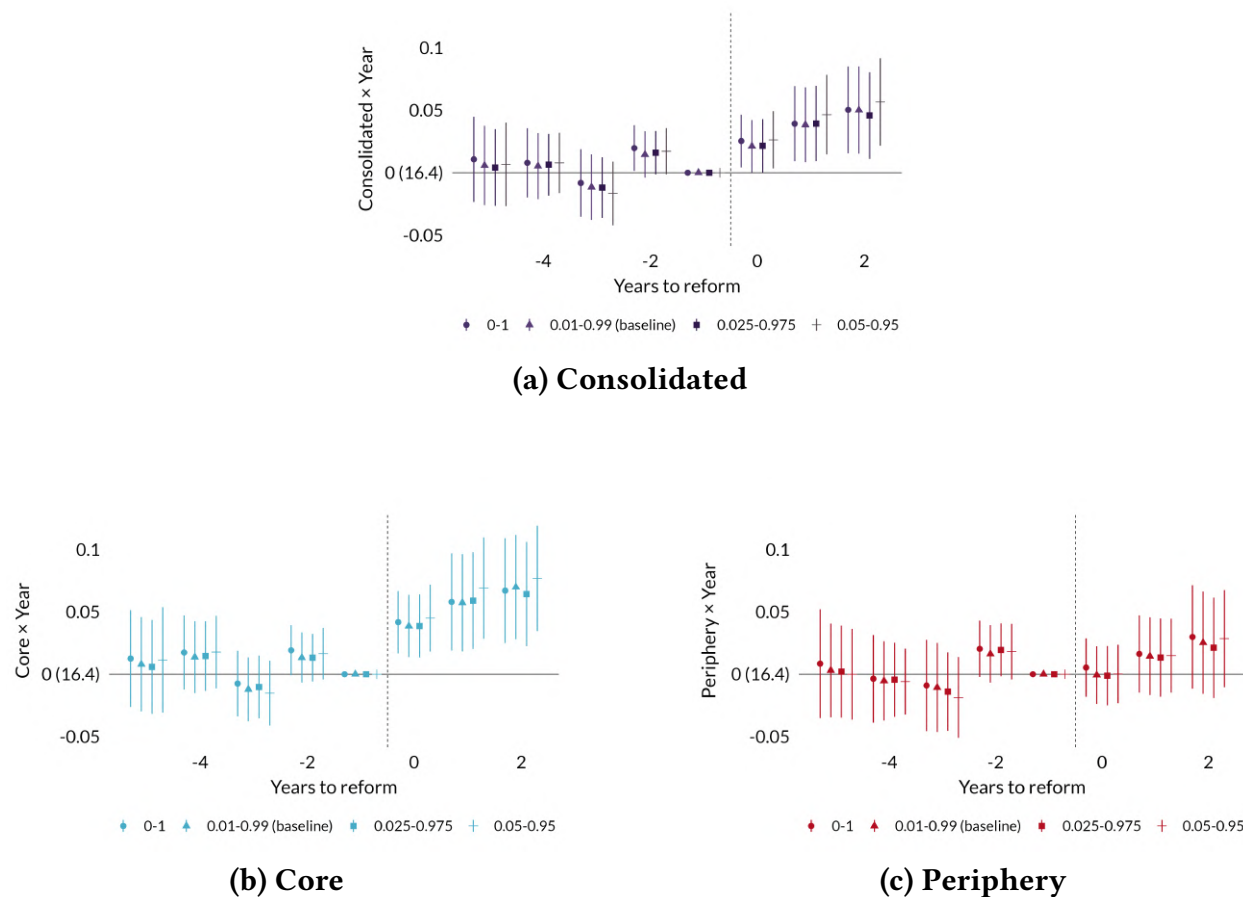 Consolidated × Year
0.1
0.05
0 (16.4)
-0.05
-4 -2 0 2
Years to reform
0-1 0.01-0.99 (baseline) 0.025-0.975 0.05-0.95
(a) Consolidated
Core × Year
0.1
0.05
0 (16.4)
-0.05
-4 -2 0 2
Years to reform
0-1 0.01-0.99 (baseline) 0.025-0.975 0.05-0.95
(b) Core
Periphery × Year
0.1
0.05
0 (16.4)
-0.05
-4 -2 0 2
Years to reform
0-1 0.01-0.99 (baseline) 0.025-0.975 0.05-0.95
(c) Periphery